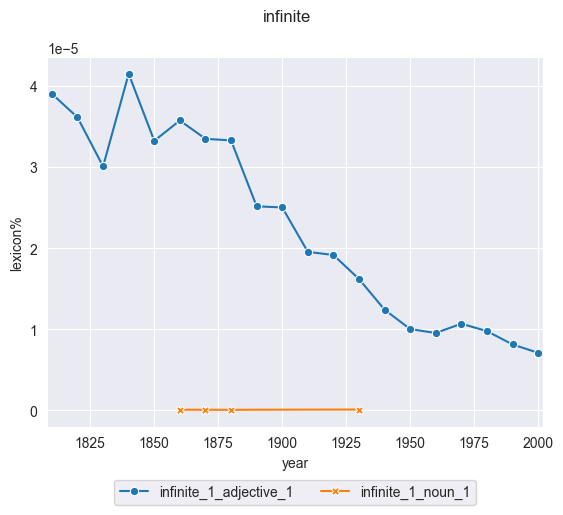 infinite
1e−5
4
3
2
1
0
lexicon%
1825 1850 1875 1900 1925 1950 1975 2000
year
infinite_1_adjective_1 infinite_1_noun_1